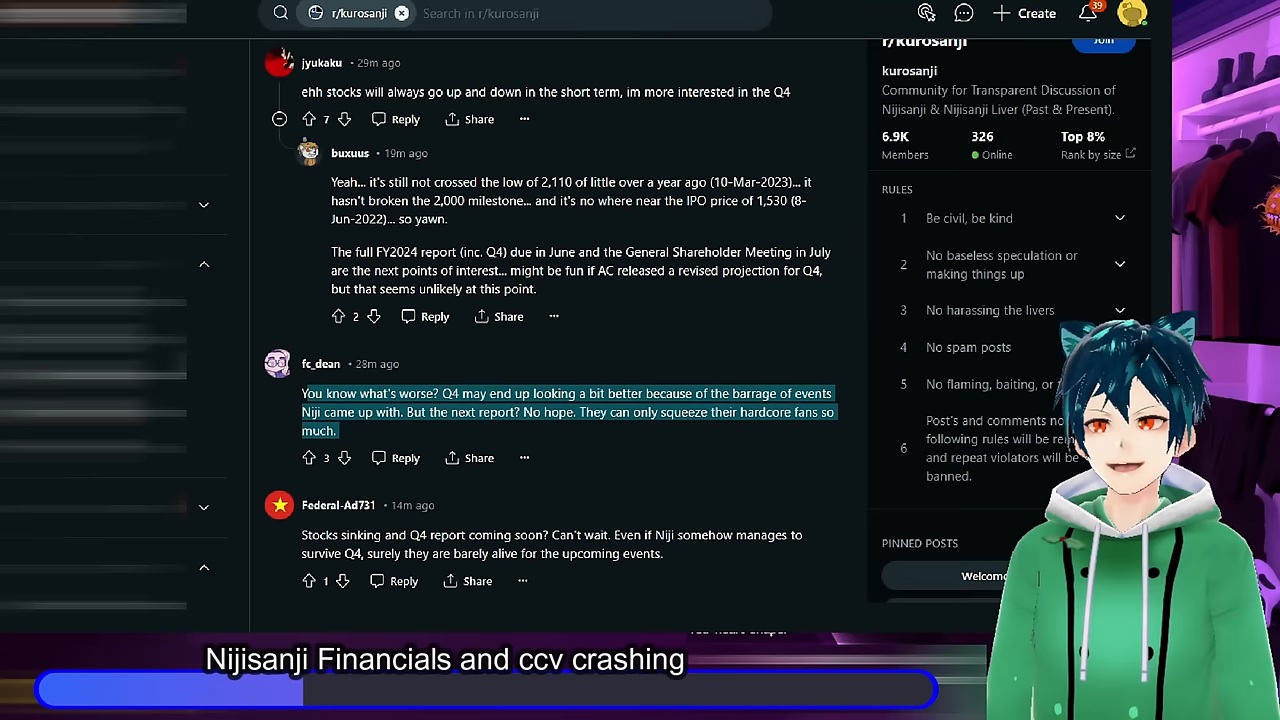 r/kurosanji
Search in r/kurosanji
Create
39
jyukaku • 29m ago
ehh stocks will always go up and down in the short term, im more interested in the Q4
7 Reply Share
buxuus • 19m ago
Yeah... it's still not crossed the low of 2,110 of little over a year ago (10-Mar-2023)... it
hasn't broken the 2,000 milestone... and it's no where near the IPO price of 1,530 (8-
Jun-2022)... so yawn.
The full FY2024 report (inc. Q4) due in June and the General Shareholder Meeting in July
are the next points of interest... might be fun if AC released a revised projection for Q4,
but that seems unlikely at this point.
2 Reply Share
fc_dean • 28m ago
You know what's worse? Q4 may end up looking a bit better because of the barrage of events
Niji came up with. But the next report? No hope. They can only squeeze their hardcore fans so
much.
3 Reply Share
Federal-Ad731 • 14m ago
Stocks sinking and Q4 report coming soon? Can't wait. Even if Niji somehow manages to
survive Q4, surely they are barely alive for the upcoming events.
1 Reply Share
r/kurosanji
Join
kurosanji
Community for Transparent Discussion of
Nijisanji & Nijisanji Liver (Past & Present).
6.9K 326 Top 8%
Members Online Rank by size
RULES
1 Be civil, be kind
2 No baseless speculation or
making things up
3 No harassing the livers
4 No spam posts
5 No flaming, baiting, or
6 Post's and comments no
following rules will be
and repeat violators will be
banned.
PINNED POSTS
Nijisanji Financials and ccv crashing